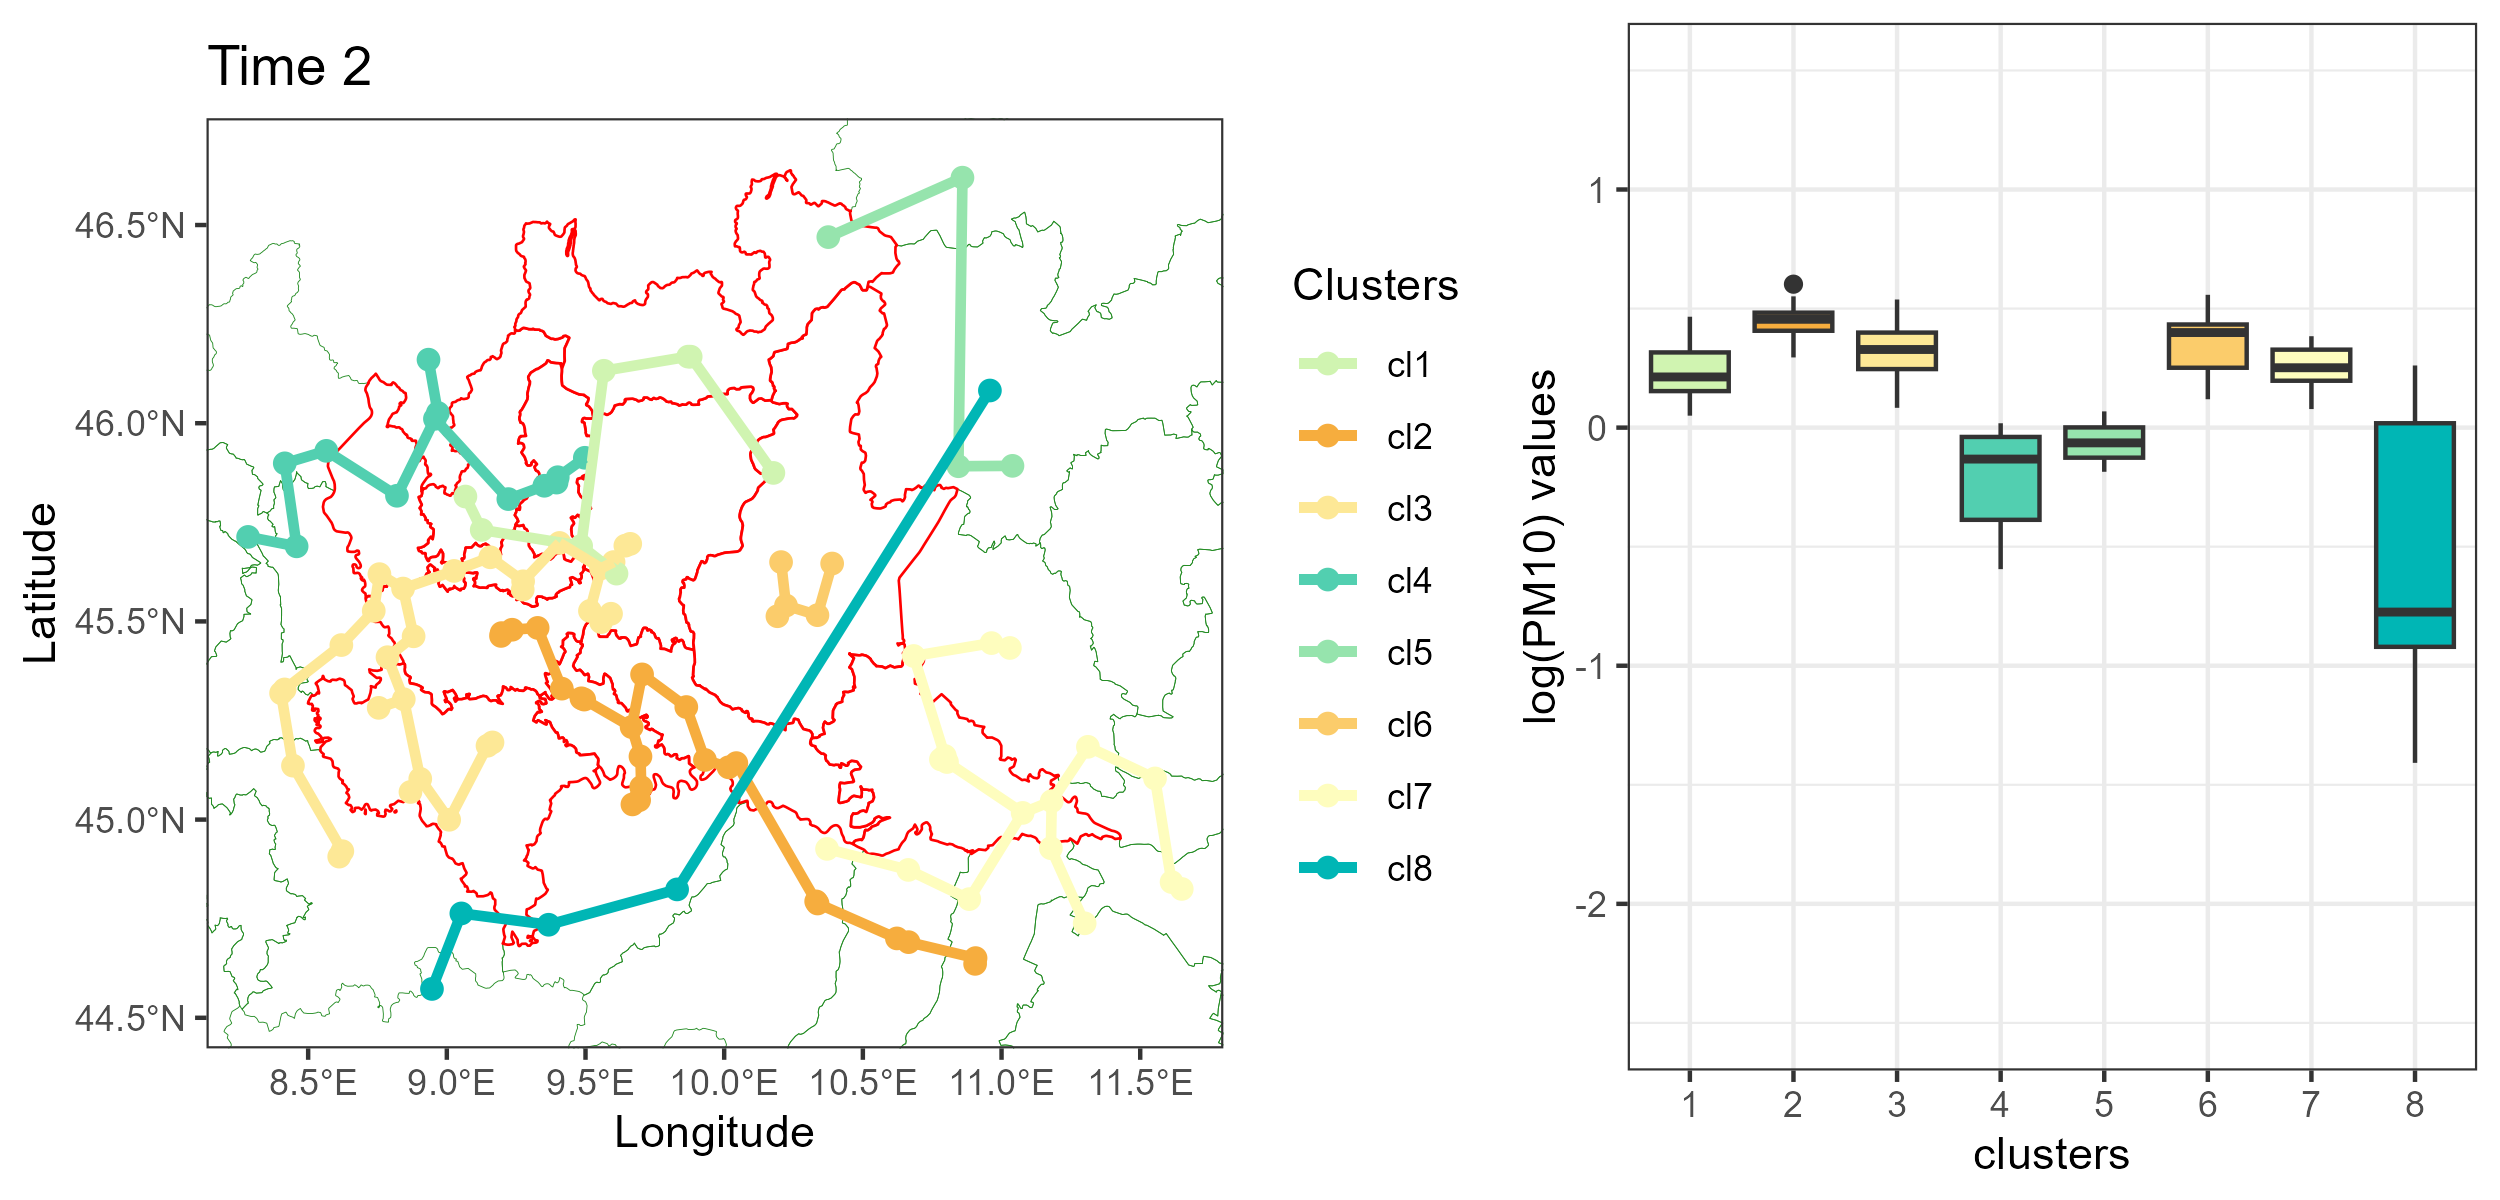 Time 2
46.5°N
46.0°N
45.5°N
45.0°N
44.5°N
Latitude
8.5°E 9.0°E 9.5°E 10.0°E 10.5°E 11.0°E 11.5°E
Longitude
Clusters
cl1
cl2
cl3
cl4
cl5
cl6
cl7
cl8
1
0
-1
-2
log(PM10) values
1 2 3 4 5 6 7 8
clusters